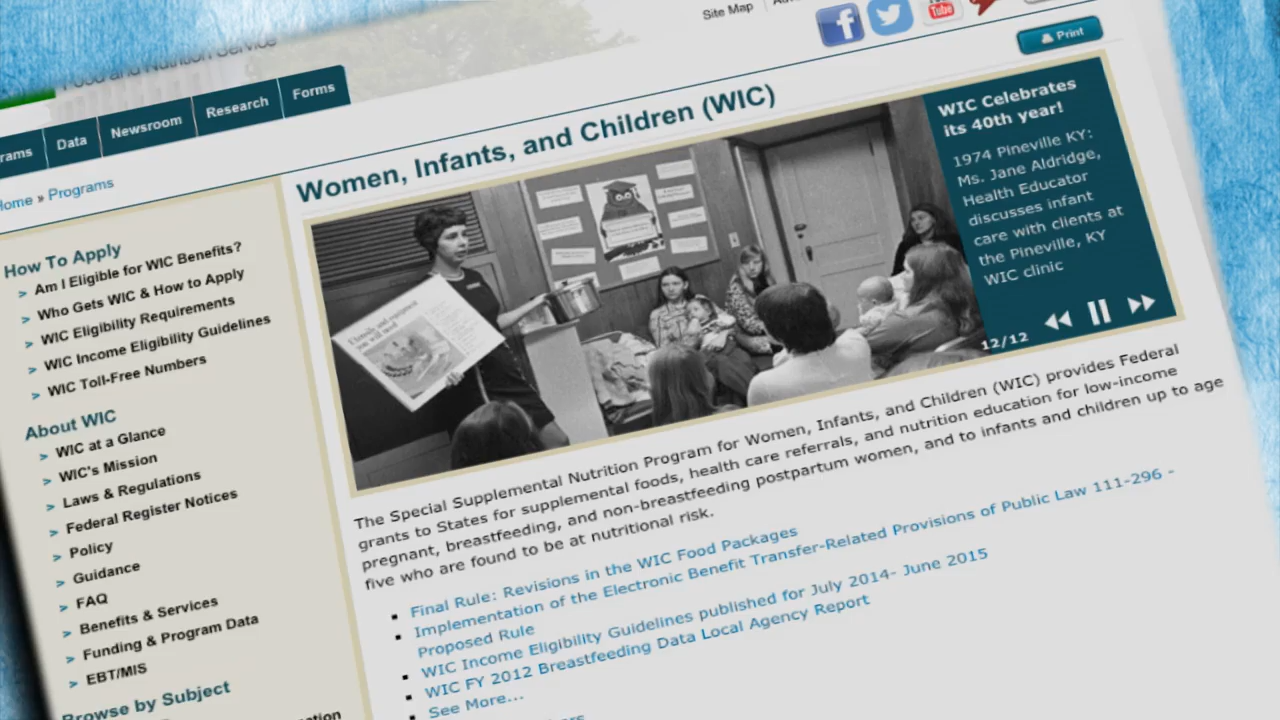 Site Map
Food and Nutrition Service
Tube
Print
Data
Newsroom
Research
Forms
Home » Programs
Women, Infants, and Children (WIC)
WIC Celebrates
its 40th year!
1974 Pineville KY:
Ms. Jane Aldridge,
Health Educator
discusses infant
care with clients at
the Pineville, KY
WIC clinic
12/12
How To Apply
> Am I Eligible for WIC Benefits?
> Who Gets WIC & How to Apply
> WIC Eligibility Requirements
> WIC Income Eligibility Guidelines
> WIC Toll-Free Numbers
About WIC
> WIC at a Glance
> WIC's Mission
> Laws & Regulations
> Federal Register Notices
> Policy
> Guidance
> FAQ
> Benefits & Services
> Funding & Program Data
> EBT/MIS
Browse by Subject
The Special Supplemental Nutrition Program for Women, Infants, and Children (WIC) provides Federal
grants to States for supplemental foods, health care referrals, and nutrition education for low-income
pregnant, breastfeeding, and non-breastfeeding postpartum women, and to infants and children up to age
five who are found to be at nutritional risk.
Final Rule: Revisions in the WIC Food Packages
Implementation of the Electronic Benefit Transfer-Related Provisions of Public Law 111-296 -
Proposed Rule
WIC Income Eligibility Guidelines published for July 2014- June 2015
WIC FY 2012 Breastfeeding Data Local Agency Report
See More...